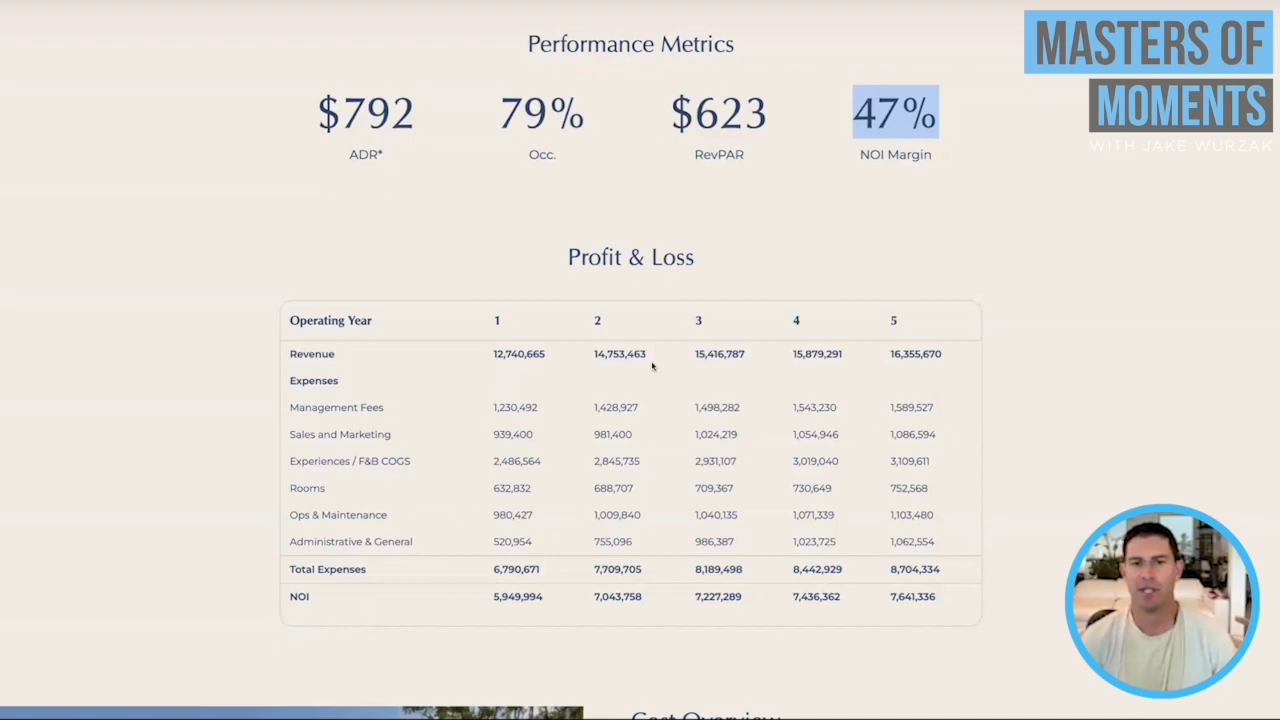 MASTERS OF
MOMENTS
WITH JAKE WURZAK
Performance Metrics
$792 79% $623 47%
ADR* Occ. RevPAR NOI Margin
Profit & Loss
Operating Year 1 2 3 4 5
Revenue 12,740,665 14,753,463 15,416,787 15,879,291 16,355,670
Expenses
Management Fees 1,230,492 1,428,927 1,498,282 1,543,230 1,589,527
Sales and Marketing 939,400 981,400 1,024,219 1,054,946 1,086,594
Experiences / F&B COGS 2,486,564 2,845,735 2,931,107 3,019,040 3,109,611
Rooms 632,832 688,707 709,367 730,649 752,568
Ops & Maintenance 980,427 1,009,840 1,040,135 1,071,339 1,103,480
Administrative & General 520,954 755,096 986,387 1,023,725 1,062,554
Total Expenses 6,790,671 7,709,705 8,189,498 8,442,929 8,704,334
NOI 5,949,994 7,043,758 7,227,289 7,436,362 7,641,336
Cost Overview